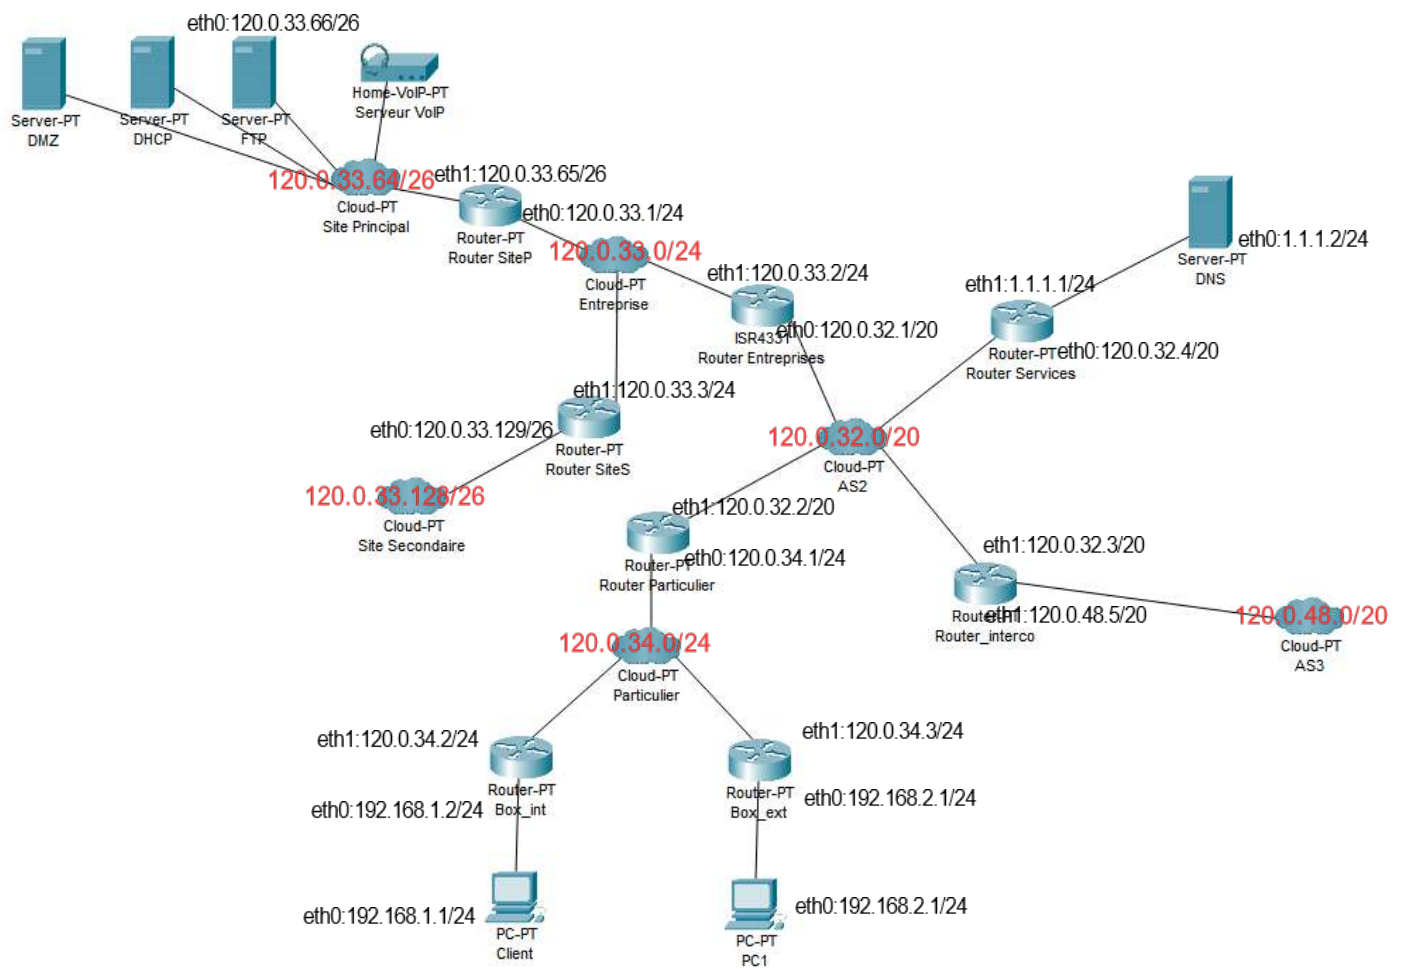 eth0:120.0.33.66/26
Server-PT
DMZ
Server-PT
DHCP
Server-PT
FTP
Home-VoIP-PT
Serveur VoIP
120.0.33.64/26
Cloud-PT
Site Principal
eth1:120.0.33.65/26
Router-PT
Router SiteP
eth0:120.0.33.1/24
120.0.33.0/24
Cloud-PT
Entreprise
eth1:120.0.33.2/24
ISR4331
Router Entreprises
eth0:120.0.32.1/20
eth0:1.1.1.2/24
Server-PT
DNS
eth1:1.1.1.1/24
Router-PT
Router Services
eth0:120.0.32.4/20
eth1:120.0.33.3/24
eth0:120.0.33.129/26
Router-PT
Router SiteS
120.0.33.128/26
Cloud-PT
Site Secondaire
120.0.32.0/20
Cloud-PT
AS2
eth1:120.0.32.2/20
Router-PT
Router Particulier
eth0:120.0.34.1/24
eth1:120.0.32.3/20
Router-PT
Router_interco
eth1:120.0.48.5/20
120.0.48.0/20
Cloud-PT
AS3
120.0.34.0/24
Cloud-PT
Particulier
eth1:120.0.34.2/24
Router-PT
Box_int
eth0:192.168.1.2/24
eth1:120.0.34.3/24
Router-PT
Box_ext
eth0:192.168.2.1/24
eth0:192.168.1.1/24
PC-PT
Client
eth0:192.168.2.1/24
PC-PT
PC1